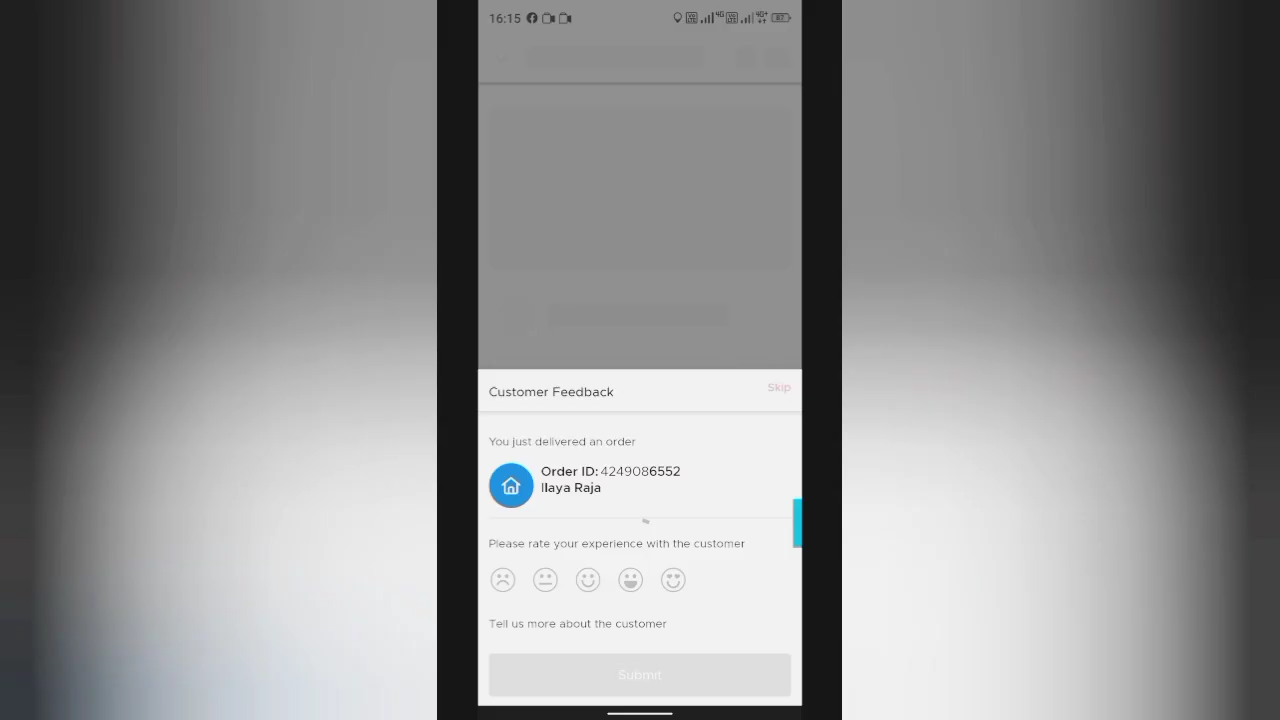 16:15
87
Customer Feedback
Skip
You just delivered an order
Order ID: 4249086552
Ilaya Raja
Please rate your experience with the customer
Tell us more about the customer
Submit